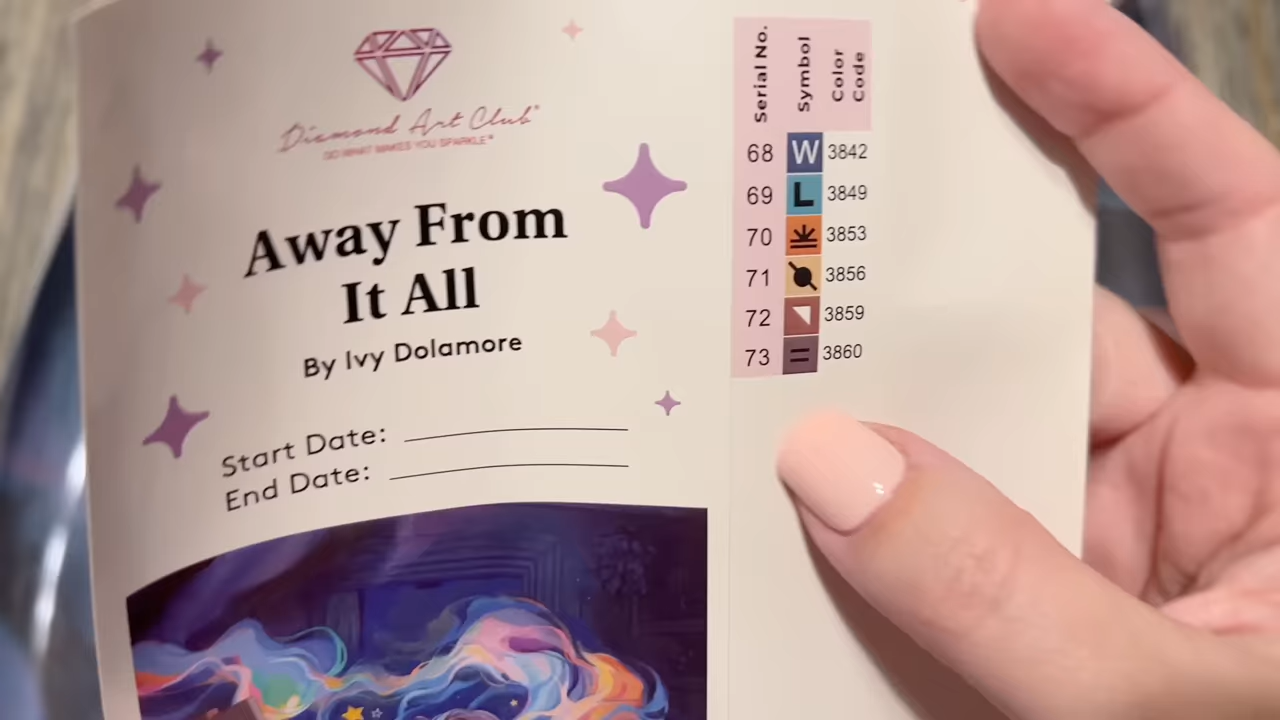 Diamond Art Club®
DO WHAT MAKES YOU SPARKLE®
Away From
It All
By Ivy Dolamore
Start Date:
End Date:
Serial No. Symbol Color Code
68 W 3842
69 L 3849
70 3853
71 3856
72 3859
73 = 3860